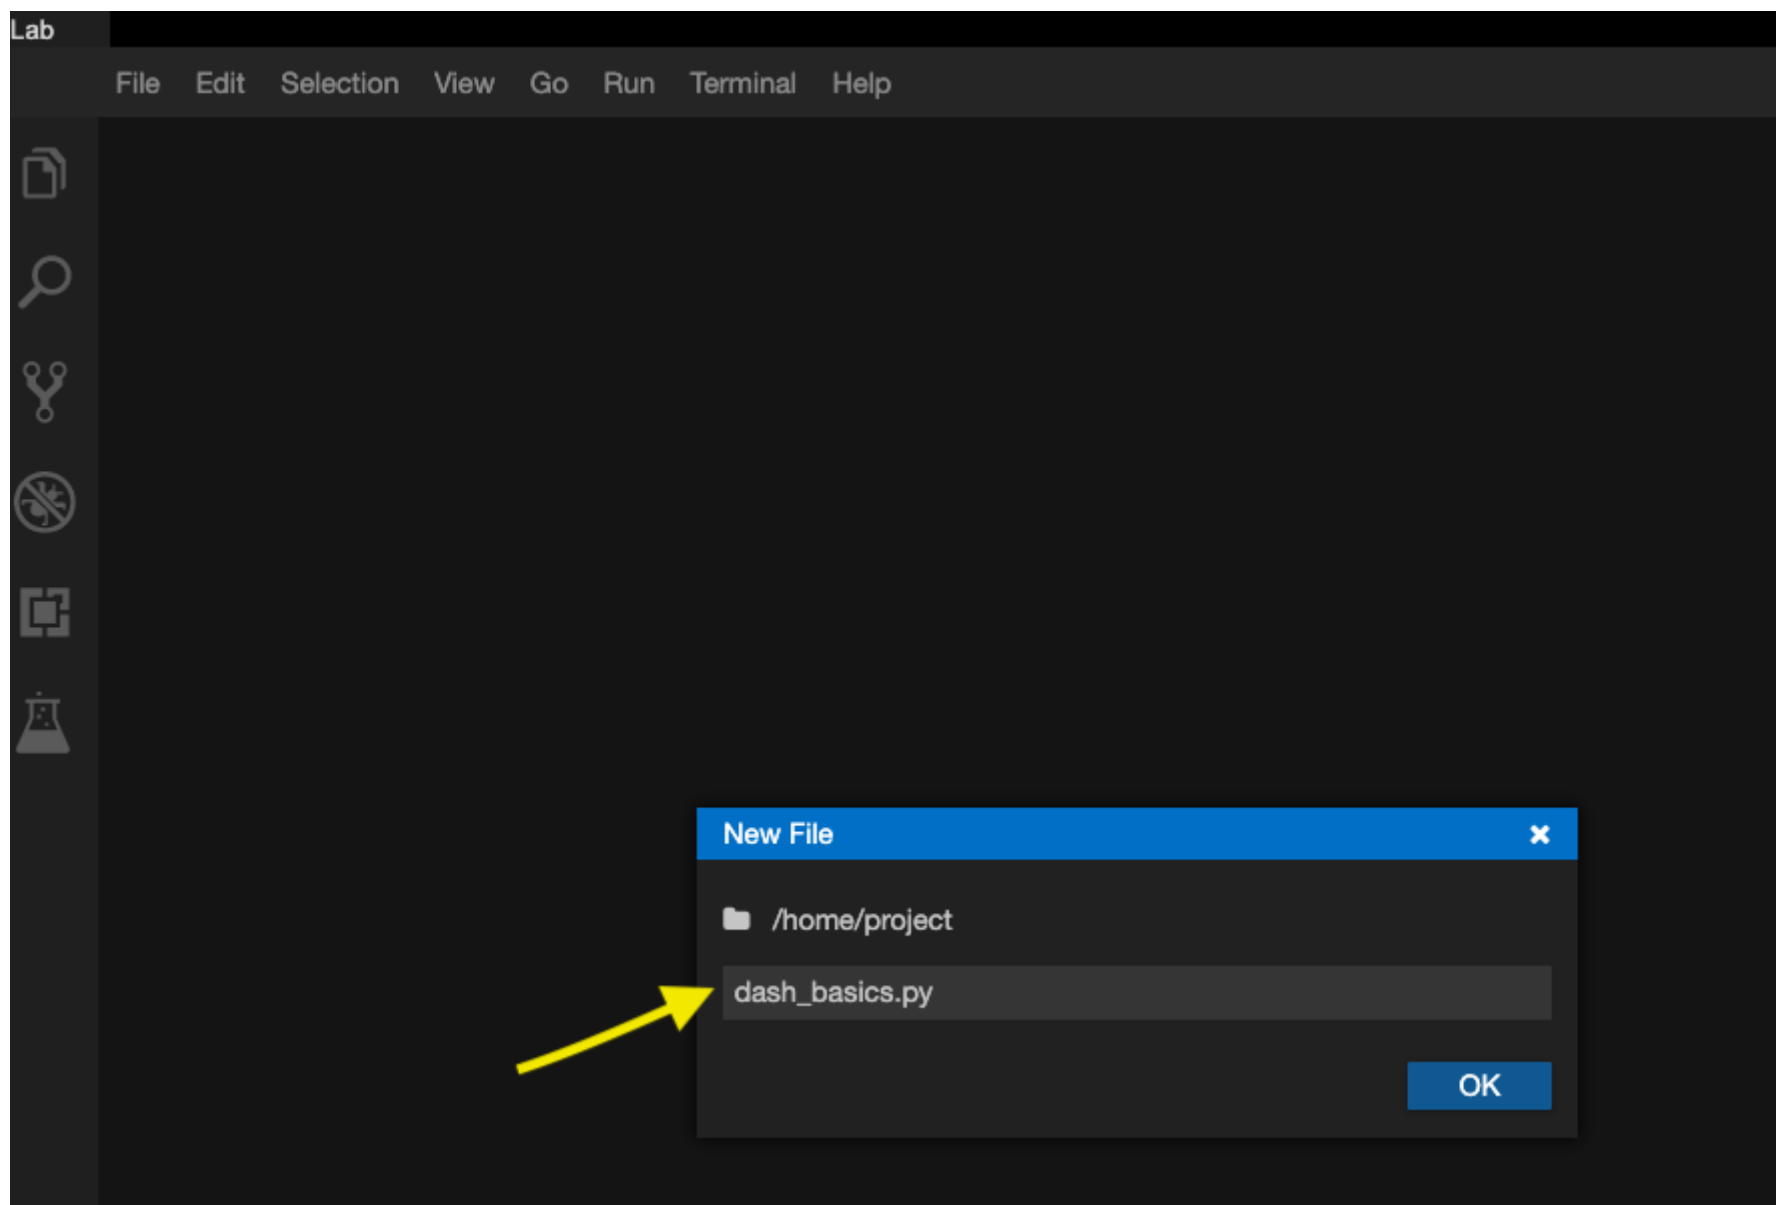 Lab
File Edit Selection View Go Run Terminal Help
New File
/home/project
dash_basics.py
OK